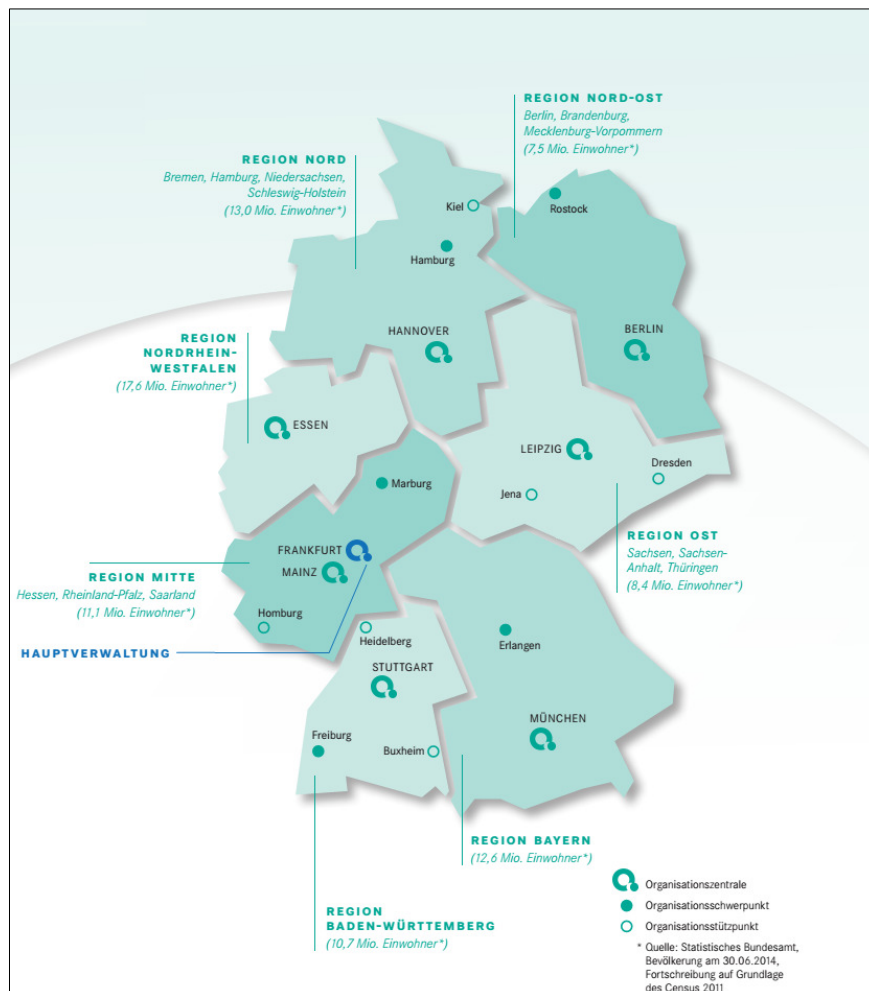 REGION NORD-OST
Berlin, Brandenburg,
Mecklenburg-Vorpommern
(7,5 Mio. Einwohner*)
REGION NORD
Bremen, Hamburg, Niedersachsen,
Schleswig-Holstein
(13,0 Mio. Einwohner*)
Kiel
Rostock
Hamburg
HANNOVER
BERLIN
REGION
NORDRHEIN-
WESTFALEN
(17,6 Mio. Einwohner*)
ESSEN
LEIPZIG
Dresden
Marburg
Jena
REGION OST
Sachsen, Sachsen-
Anhalt, Thüringen
(8,4 Mio. Einwohner*)
FRANKFURT
MAINZ
REGION MITTE
Hessen, Rheinland-Pfalz, Saarland
(11,1 Mio. Einwohner*)
Homburg
HAUPTVERWALTUNG
Heidelberg
Erlangen
STUTTGART
MÜNCHEN
Freiburg
Buxheim
REGION BAYERN
(12,6 Mio. Einwohner*)
REGION
BADEN-WÜRTTEMBERG
(10,7 Mio. Einwohner*)
Organisationszentrale
Organisationsschwerpunkt
Organisationsstützpunkt
* Quelle: Statistisches Bundesamt,
Bevölkerung am 30.06.2014,
Fortschreibung auf Grundlage
des Census 2011